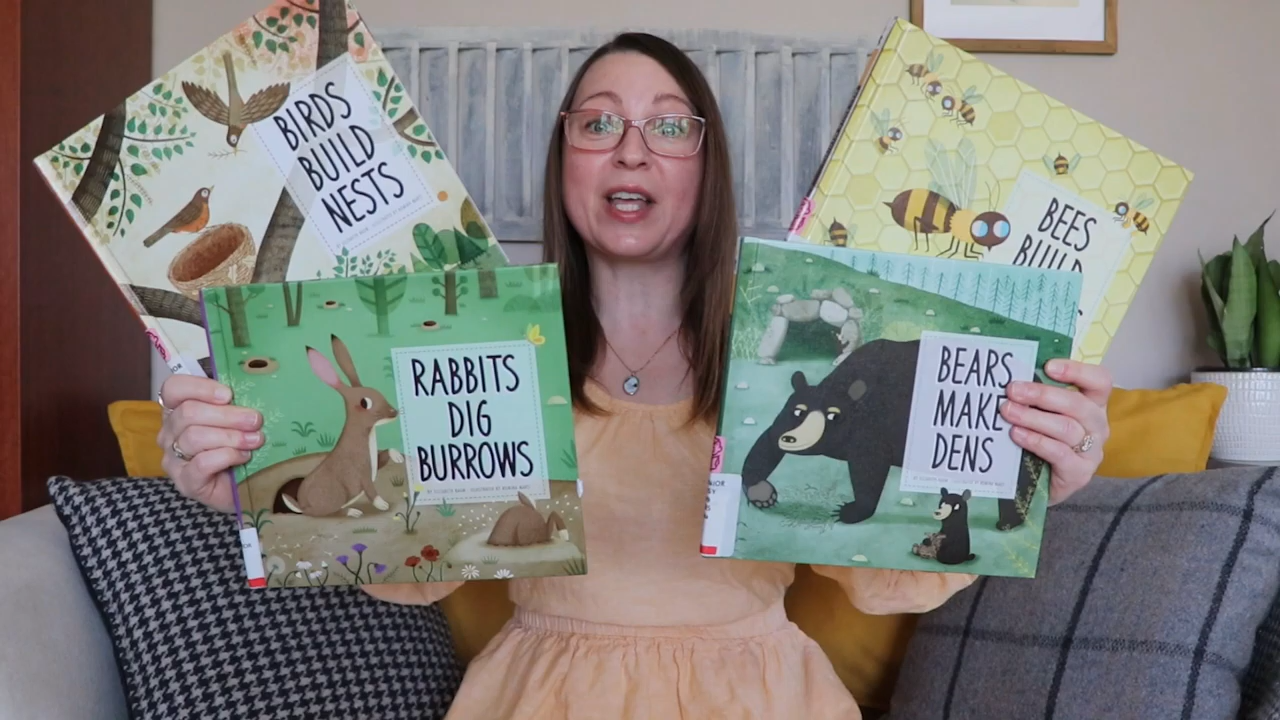 BIRDS
BUILD
NESTS
BEES
BUILD
RABBITS
DIG
BURROWS
BEARS
MAKE
DENS